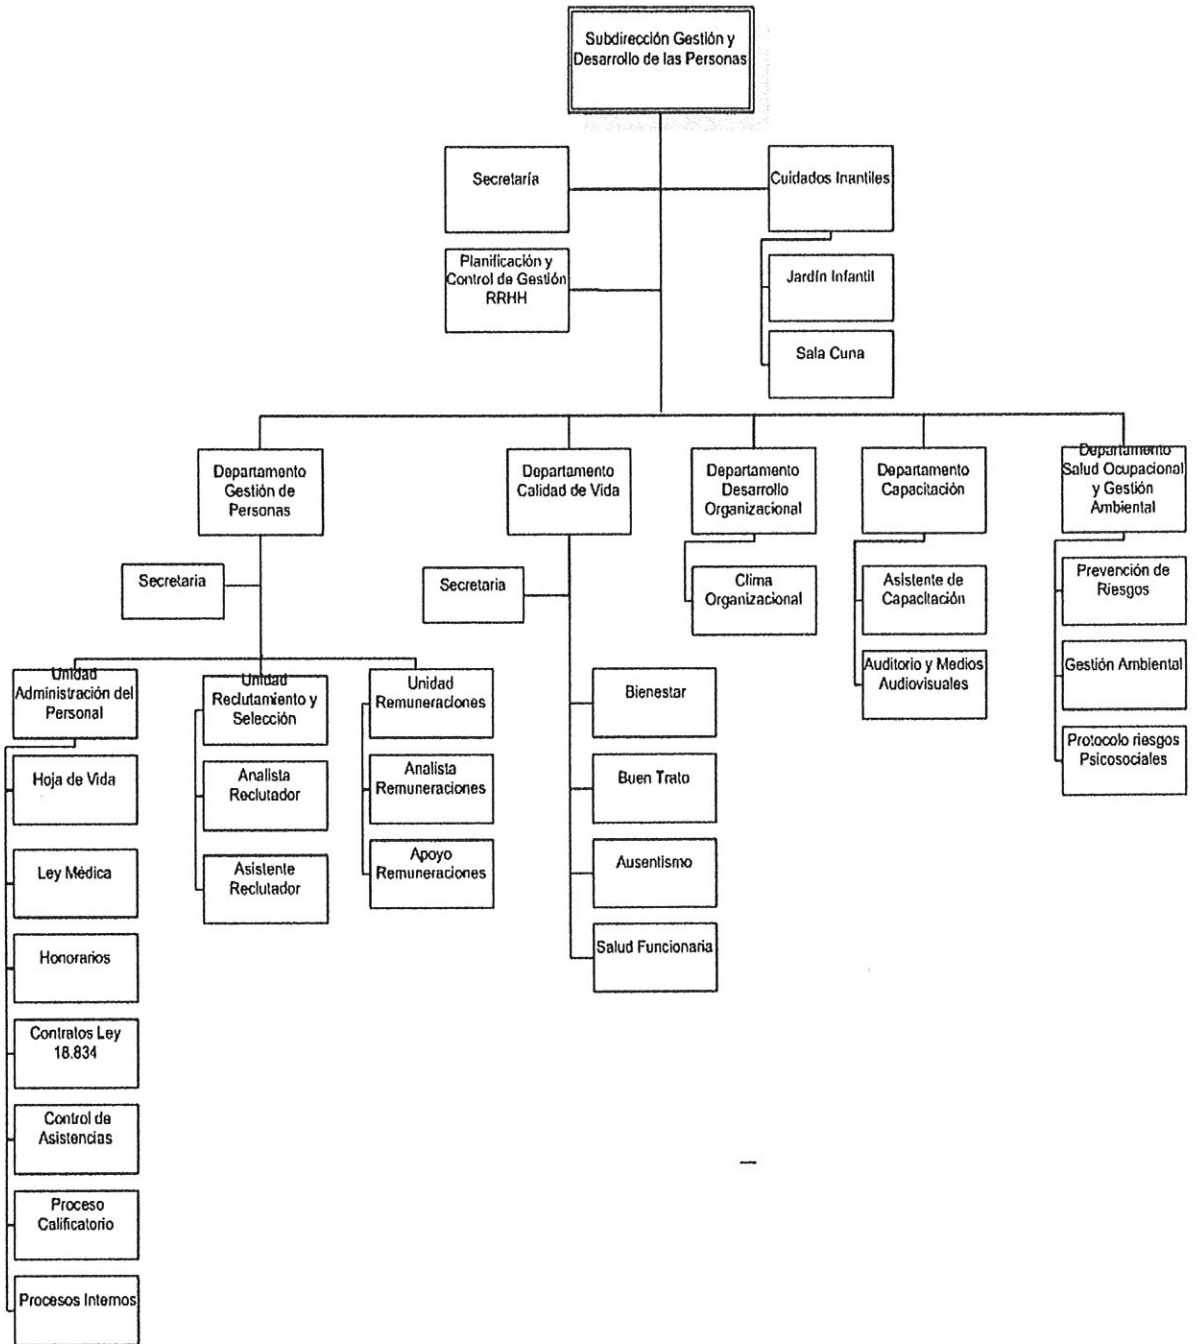 Subdirección Gestión y
Desarrollo de las Personas
Secretaría
Cuidados Inantiles
Planificación y
Control de Gestión
RRHH
Jardín Infantil
Sala Cuna
Departamento
Gestión de
Personas
Departamento
Calidad de Vida
Departamento
Desarrollo
Organizacional
Departamento
Capacitación
Departamento
Salud Ocupacional
y Gestión
Ambiental
Secretaria
Secretaria
Clima
Organizacional
Asistente de
Capacitación
Prevención de
Riesgos
Auditorio y Medios
Audiovisuales
Gestión Ambiental
Protocolo riesgos
Psicosociales
Unidad
Administración del
Personal
Unidad
Reclutamiento y
Selección
Unidad
Remuneraciones
Bienestar
Hoja de Vida
Analista
Reclutador
Analista
Remuneraciones
Buen Trato
Ley Médica
Asistente
Reclutador
Apoyo
Remuneraciones
Ausentismo
Honorarios
Salud Funcionaria
Contratos Ley
18.834
Control de
Asistencias
Proceso
Calificatorio
Procesos Internos